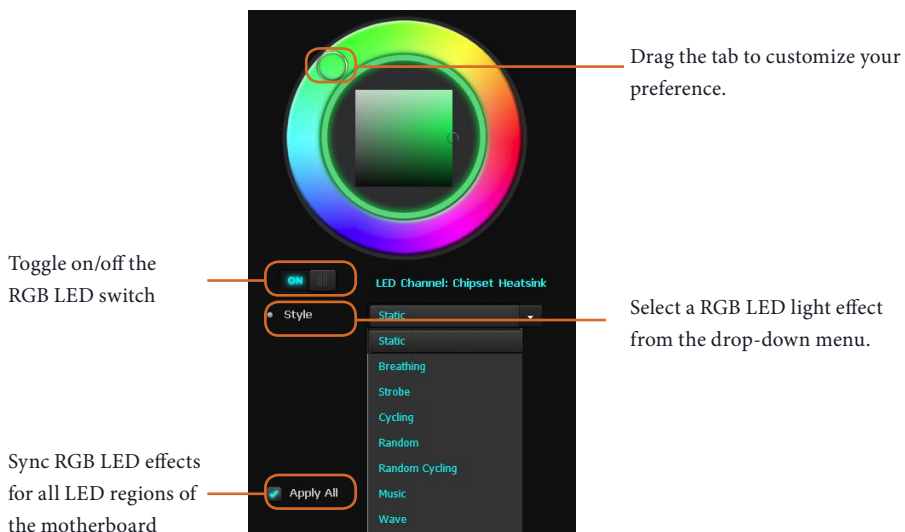 Drag the tab to customize your
preference.
Toggle on/off the
RGB LED switch
ON
LED Channel: Chipset Heatsink
Style
Static
Select a RGB LED light effect
from the drop-down menu.
Static
Breathing
Strobe
Cycling
Random
Random Cycling
Music
Wave
Sync RGB LED effects
for all LED regions of
the motherboard
Apply All